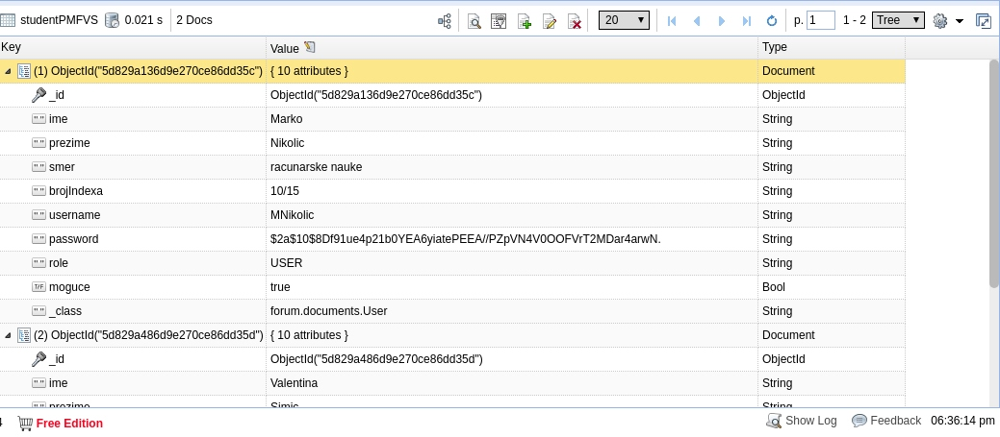 studentPMFVS 0.021 s 2 Docs 20 p. 1 1 - 2 Tree
Key Value Type
(1) ObjectId("5d829a136d9e270ce86dd35c") { 10 attributes } Document
_id ObjectId("5d829a136d9e270ce86dd35c") ObjectId
ime Marko String
prezime Nikolic String
smer racunarske nauke String
brojIndexa 10/15 String
username MNikolic String
password $2a$10$8Df91ue4p21b0YEA6yiatePEEA//PZpVN4V0OOFVrT2MDar4arwN. String
role USER String
T/F moguce true Bool
_class forum.documents.User String
(2) ObjectId("5d829a486d9e270ce86dd35d") { 10 attributes } Document
_id ObjectId("5d829a486d9e270ce86dd35d") ObjectId
ime Valentina String
prezime Simic String
Free Edition Show Log Feedback 06:36:14 pm